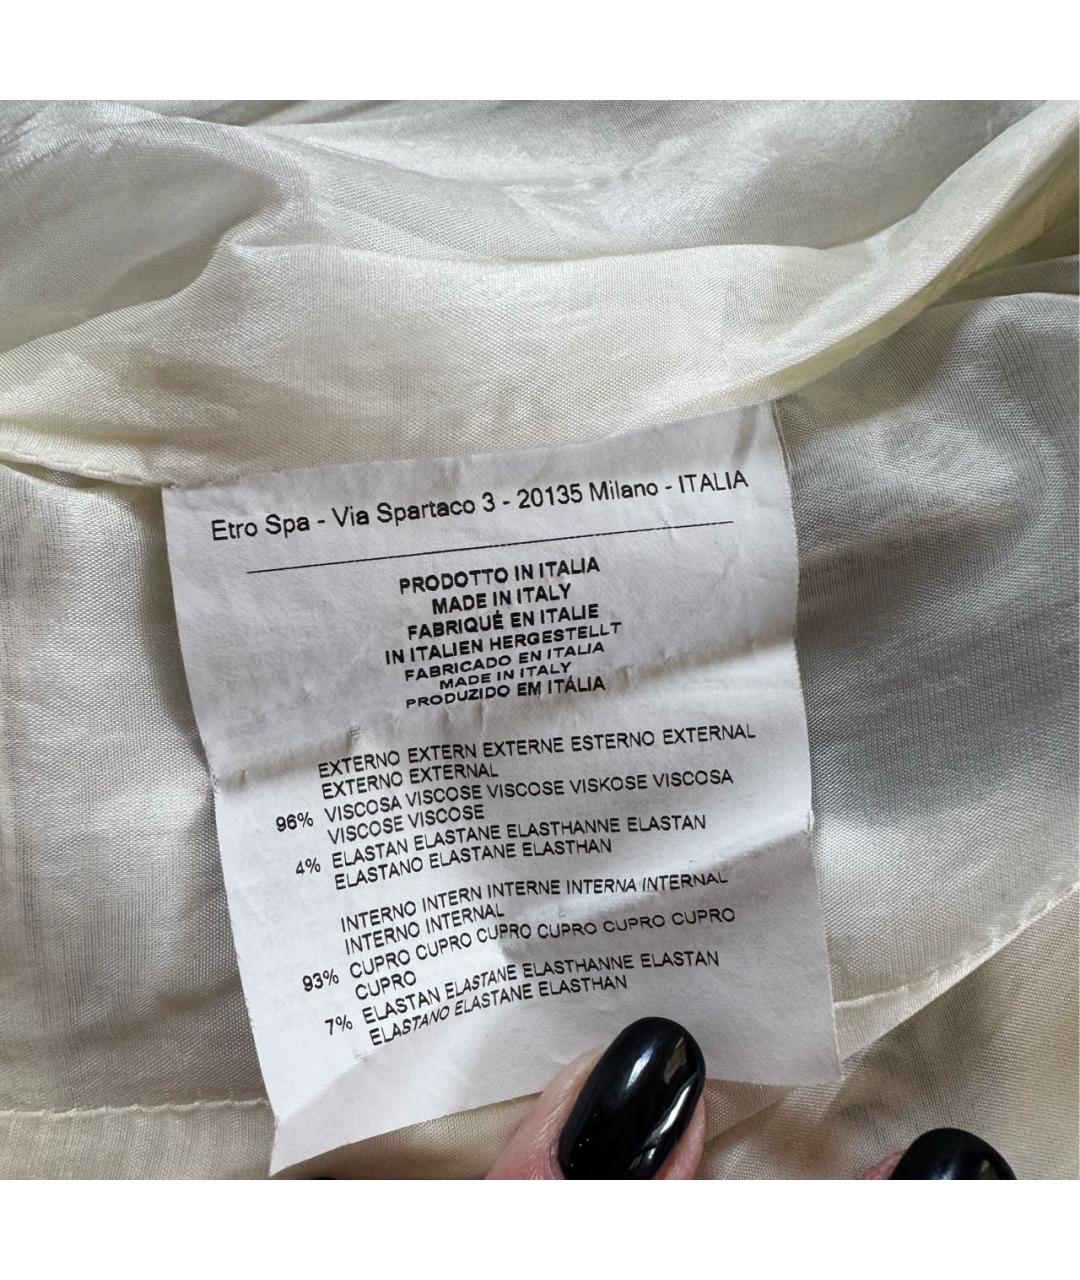 Etro Spa - Via Spartaco 3 - 20135 Milano - ITALIA
PRODOTTO IN ITALIA
MADE IN ITALY
FABRIQUÉ EN ITALIE
IN ITALIEN HERGESTELLT
FABRICADO EN ITALIA
MADE IN ITALY
PRODUZIDO EM ITÁLIA
EXTERNO EXTERN EXTERNE ESTERNO EXTERNAL
EXTERNO EXTERNAL
96% VISCOSA VISCOSE VISCOSE VISKOSE VISCOSA
VISCOSE VISCOSE
4% ELASTAN ELASTANE ELASTHANNE ELASTAN
ELASTANO ELASTANE ELASTHAN
INTERNO INTERN INTERNE INTERNA INTERNAL
INTERNO INTERNAL
93% CUPRO CUPRO CUPRO CUPRO CUPRO CUPRO
CUPRO
7% ELASTAN ELASTANE ELASTHANNE ELASTAN
ELASTANO ELASTANE ELASTHAN